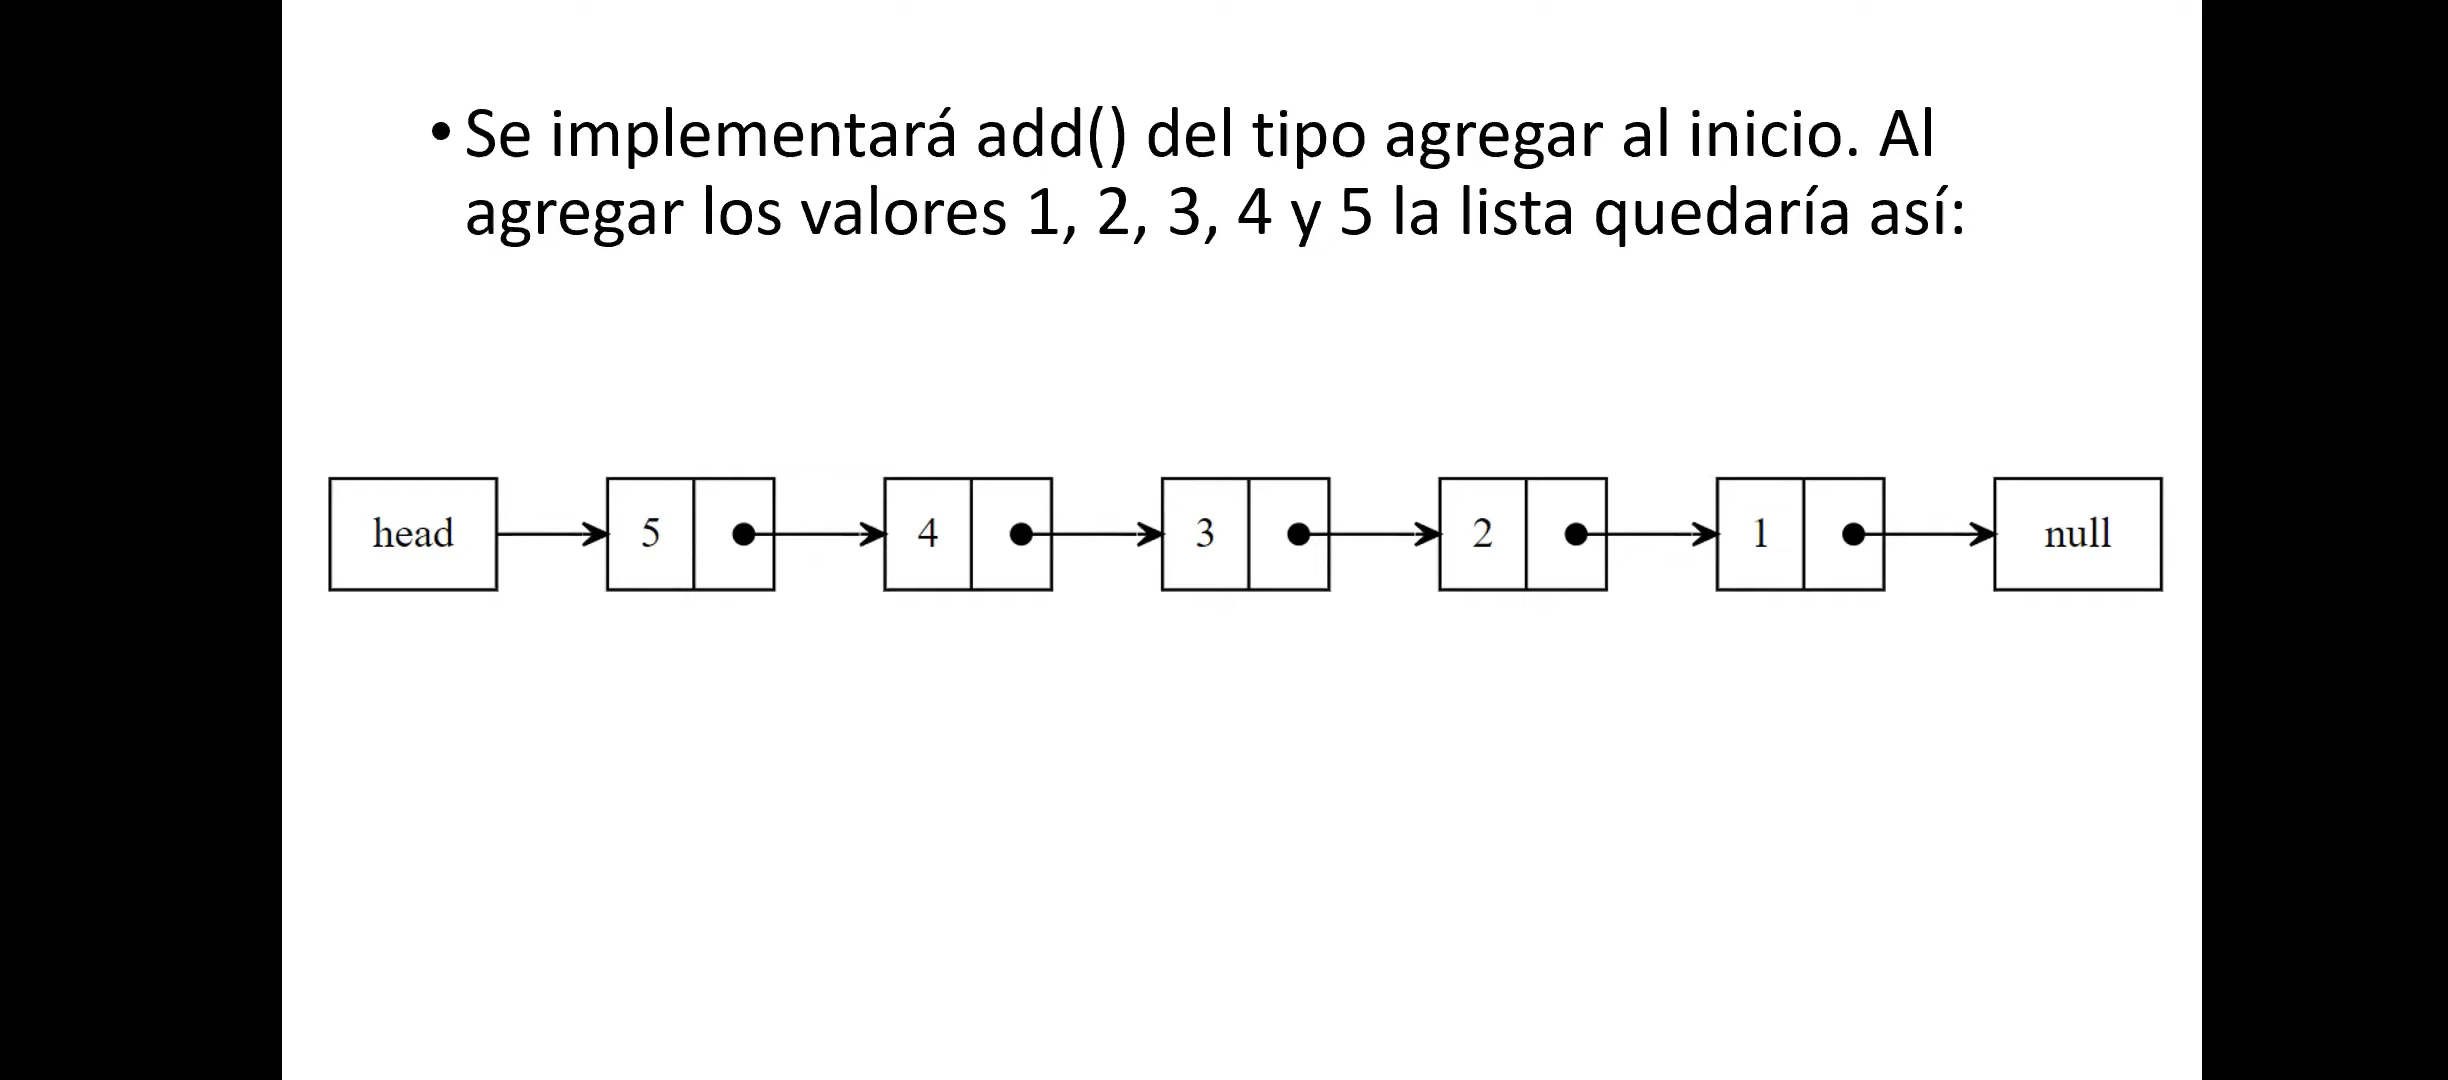 • Se implementará add() del tipo agregar al inicio. Al
agregar los valores 1, 2, 3, 4 y 5 la lista quedaría así:
head 5 4 3 2 1 null